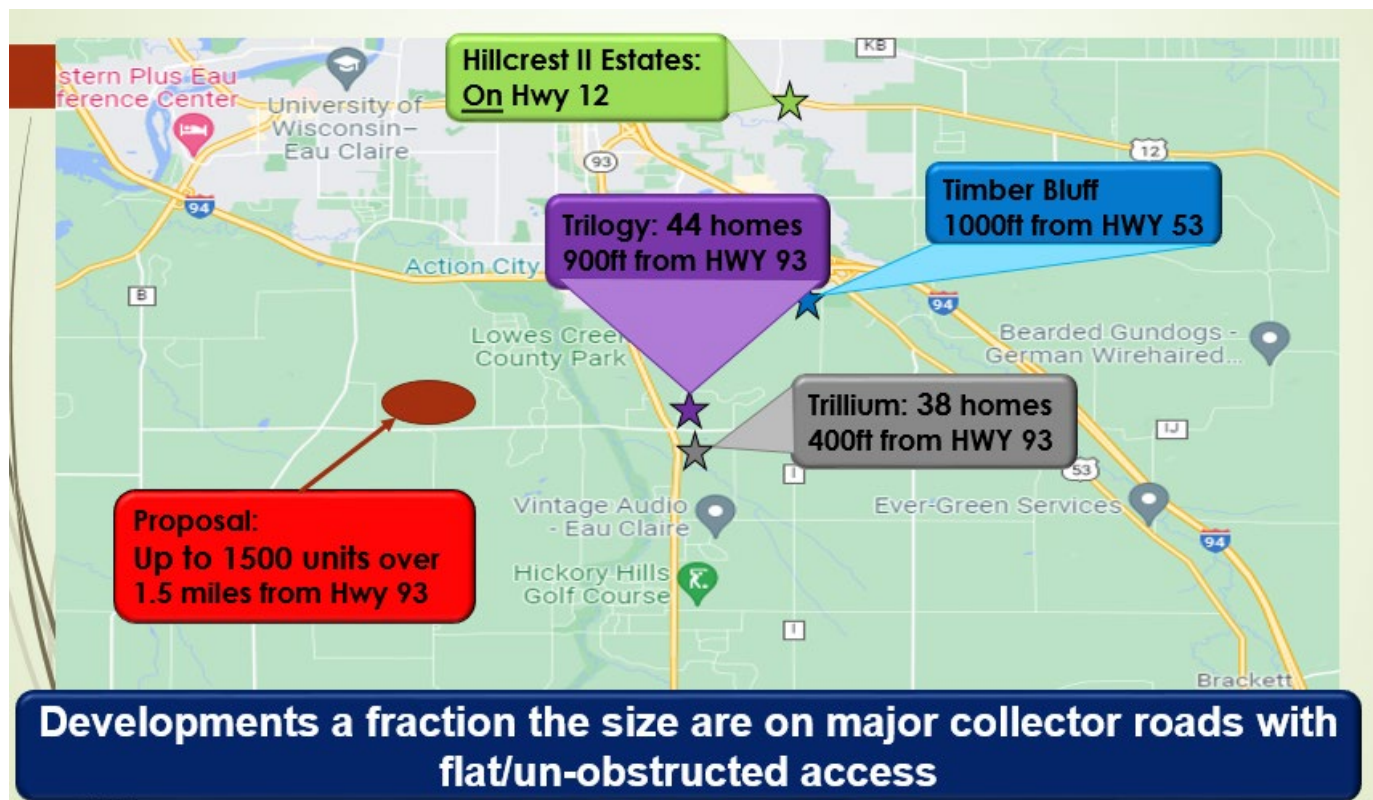 KB
Hillcrest II Estates:
On Hwy 12
stern Plus Eau
ference Center
University of
Wisconsin–
Eau Claire
93
12
94
Timber Bluff
1000ft from HWY 53
Trilogy: 44 homes
900ft from HWY 93
Action City
B
94
Lowes Creek
County Park
Bearded Gundogs -
German Wirehaired...
Trillium: 38 homes
400ft from HWY 93
IJ
I
53
Proposal:
Up to 1500 units over
1.5 miles from Hwy 93
Vintage Audio
- Eau Claire
Ever-Green Services
94
Hickory Hills
Golf Course
I
Brackett
Developments a fraction the size are on major collector roads with
flat/un-obstructed access